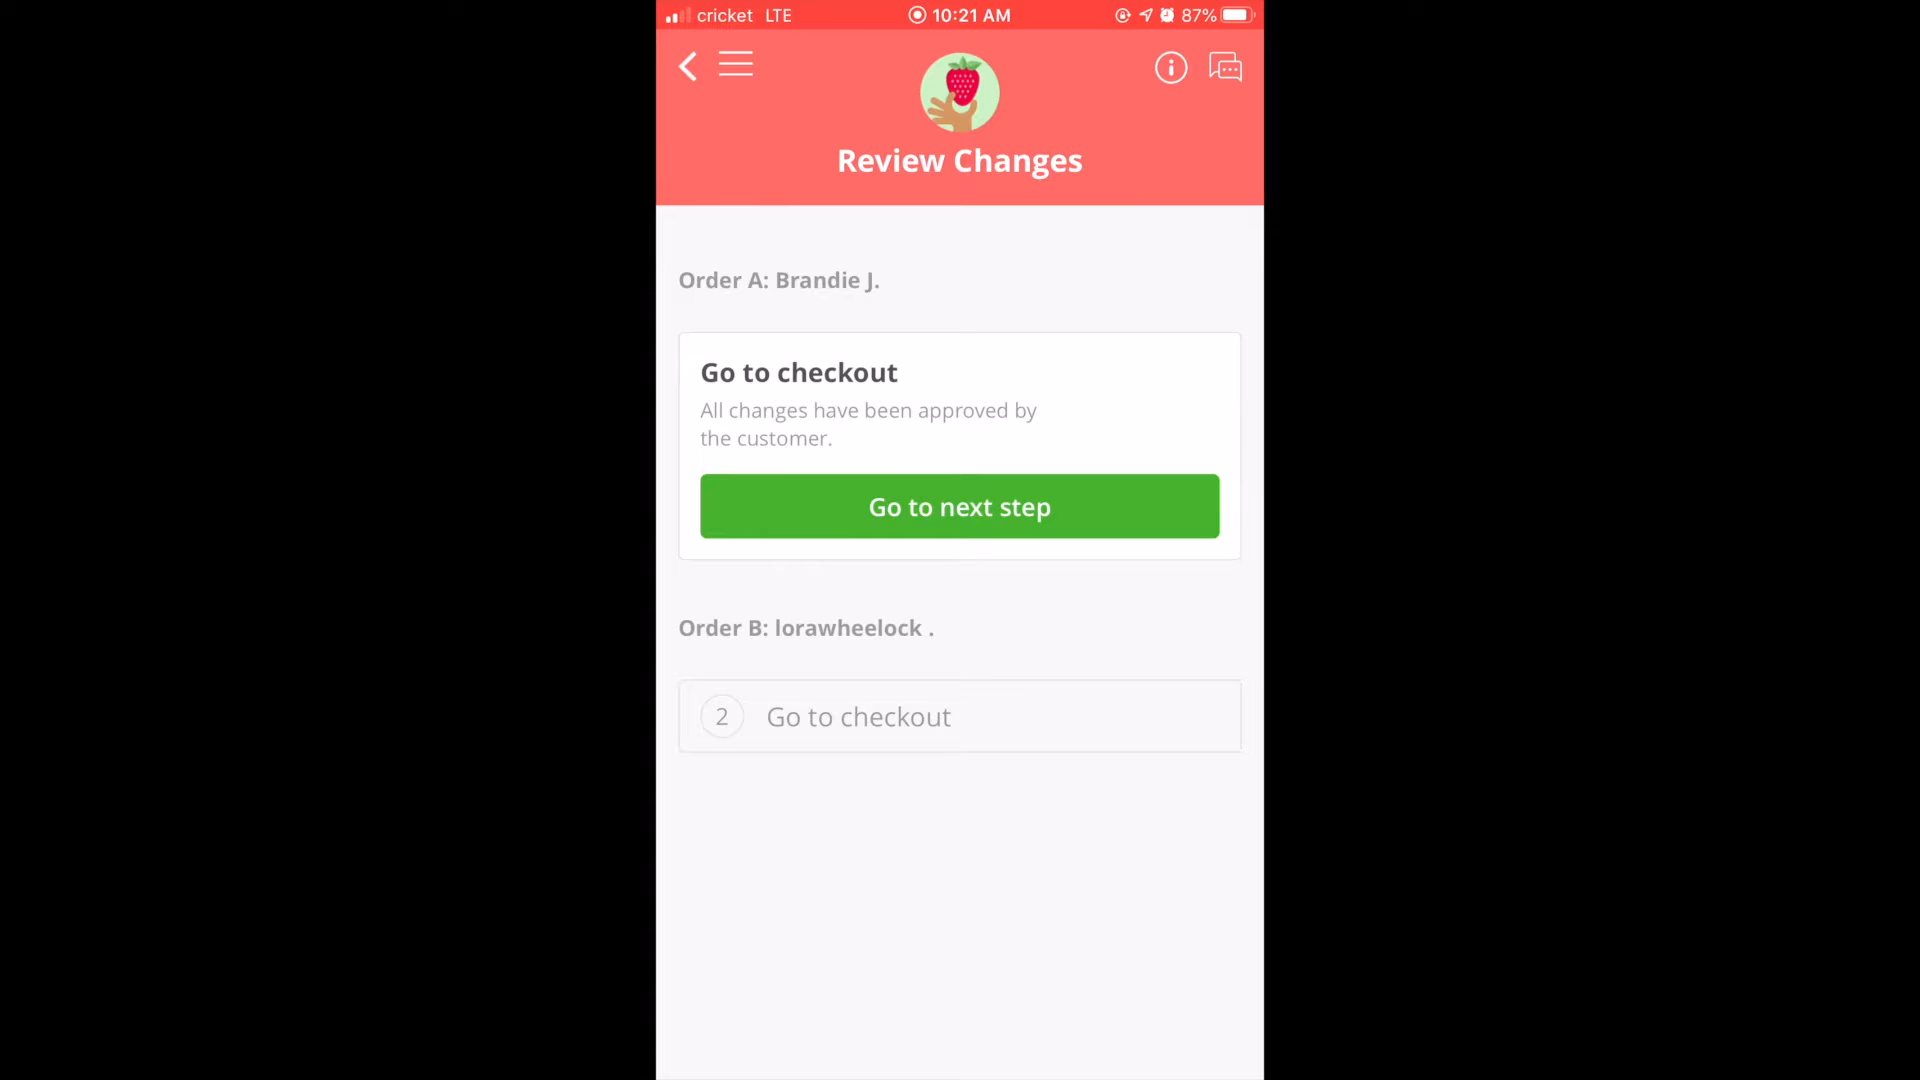 cricket LTE 10:21 AM 87%
Review Changes
Order A: Brandie J.
Go to checkout
All changes have been approved by
the customer.
Go to next step
Order B: lorawheelock .
2 Go to checkout